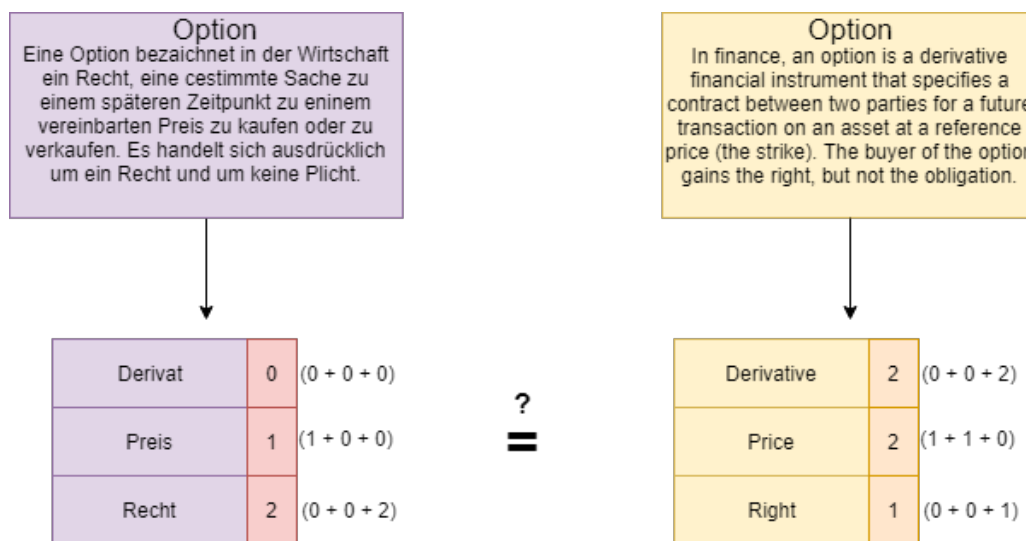 Option
Eine Option bezaichnet in der Wirtschaft
ein Recht, eine cestimmte Sache zu
einem späteren Zeitpunkt zu eninem
vereinbarten Preis zu kaufen oder zu
verkaufen. Es handelt sich ausdrücklich
um ein Recht und um keine Plicht.
Option
In finance, an option is a derivative
financial instrument that specifies a
contract between two parties for a future
transaction on an asset at a reference
price (the strike). The buyer of the option
gains the right, but not the obligation.
Derivat 0 (0 + 0 + 0)
Preis 1 (1 + 0 + 0)
Recht 2 (0 + 0 + 2)
?
=
Derivative 2 (0 + 0 + 2)
Price 2 (1 + 1 + 0)
Right 1 (0 + 0 + 1)